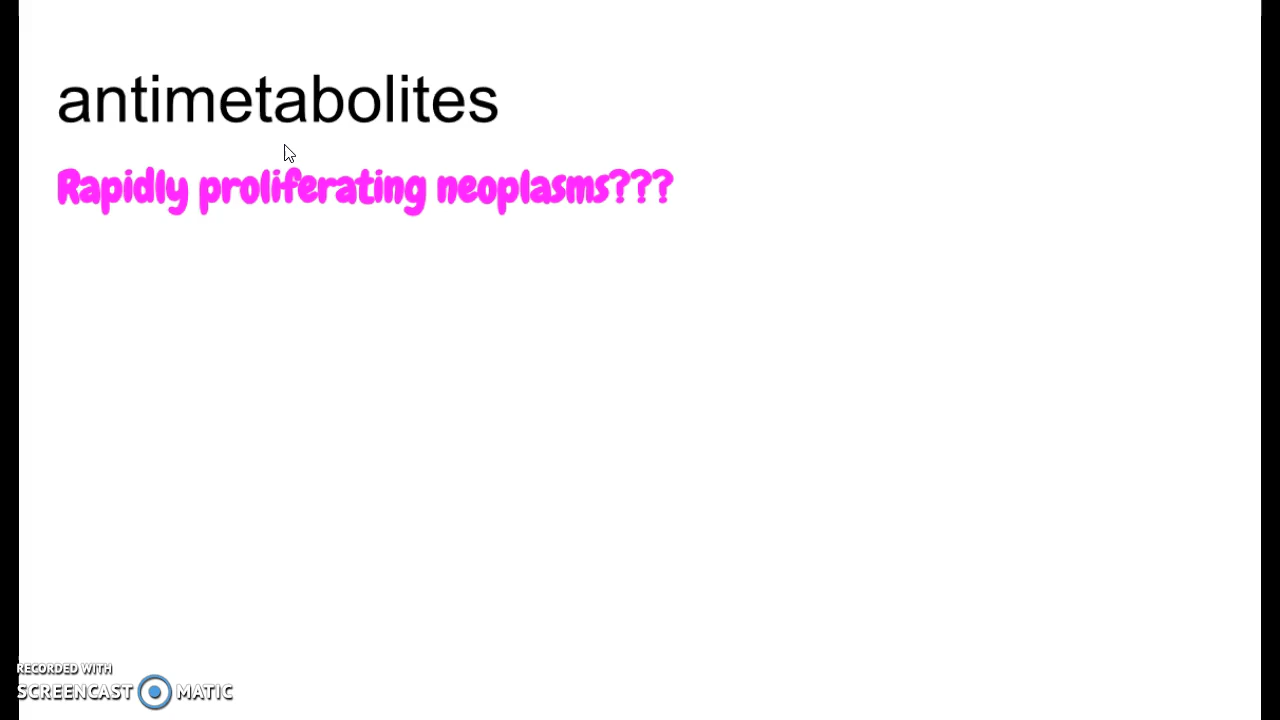 antimetabolites
Rapidly proliferating neoplasms???
RECORDED WITH
SCREENCAST MATIC